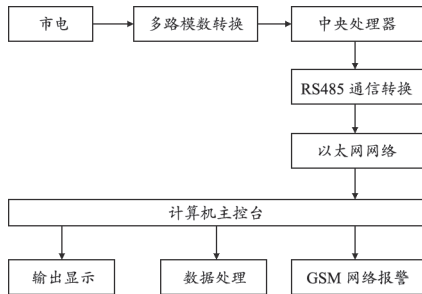 市电
多路模数转换
中央处理器
RS485 通信转换
以太网网络
计算机主控台
输出显示
数据处理
GSM 网络报警